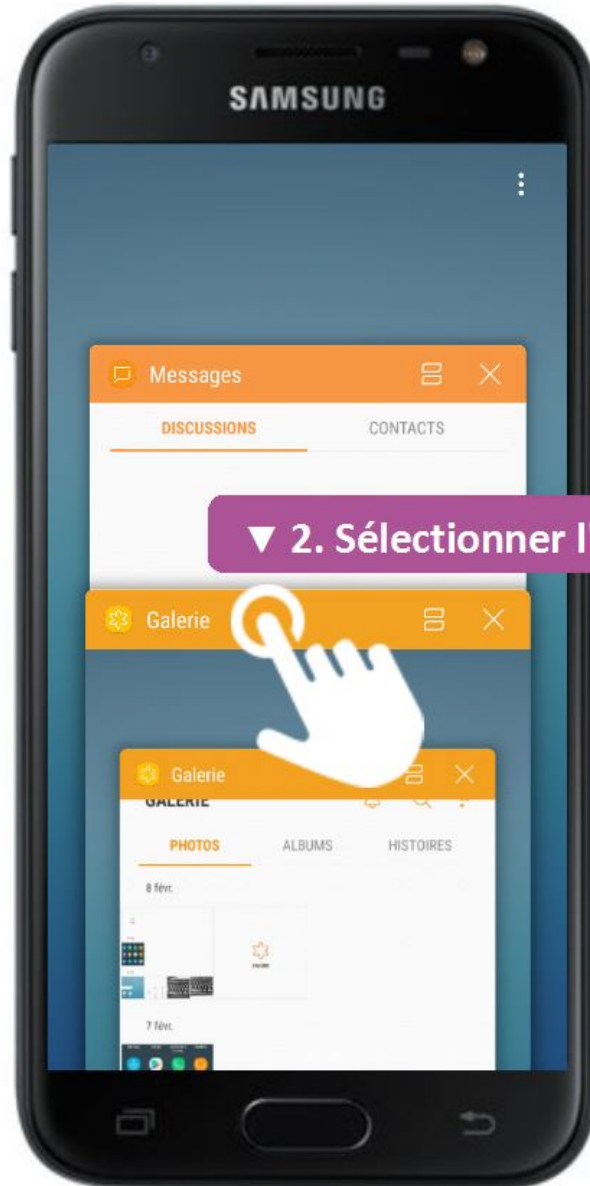 SAMSUNG
Messages
DISCUSSIONS CONTACTS
▼ 2. Sélectionner l'
Galerie
Galerie
GALERIE
PHOTOS ALBUMS HISTOIRES
8 févr.
7 févr.